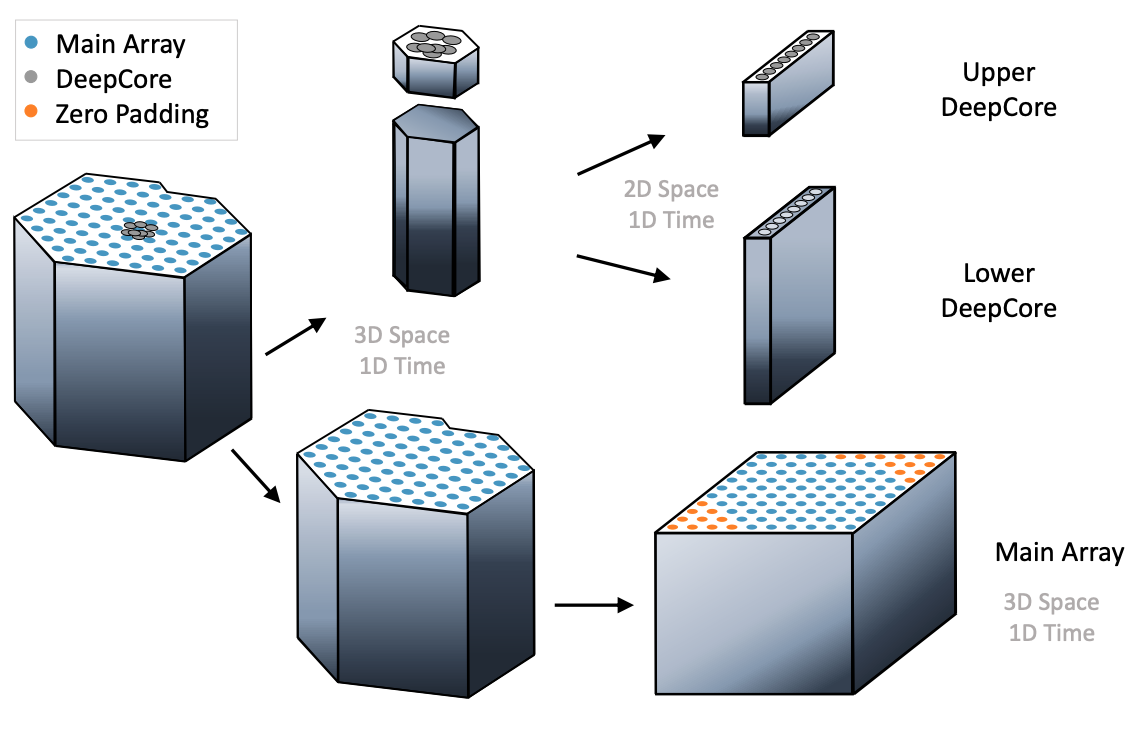 Main Array
DeepCore
Zero Padding
Upper
DeepCore
2D Space
1D Time
Lower
DeepCore
3D Space
1D Time
Main Array
3D Space
1D Time